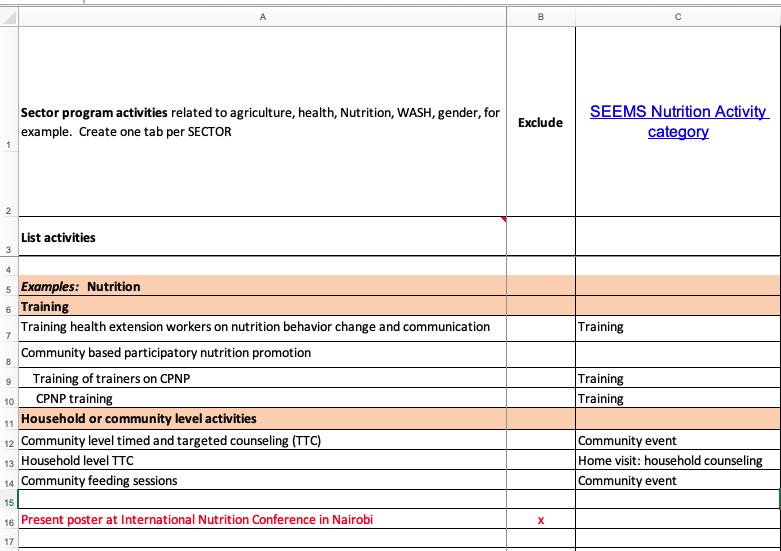 A B C
Sector program activities related to agriculture, health, Nutrition, WASH, gender, for
example. Create one tab per SECTOR
Exclude
SEEMS Nutrition Activity
category
1
2
3 List activities
4
5 Examples: Nutrition
6 Training
7 Training health extension workers on nutrition behavior change and communication Training
8 Community based participatory nutrition promotion
9 Training of trainers on CPNP Training
10 CPNP training Training
11 Household or community level activities
12 Community level timed and targeted counseling (TTC) Community event
13 Household level TTC Home visit: household counseling
14 Community feeding sessions Community event
15
16 Present poster at International Nutrition Conference in Nairobi x
17